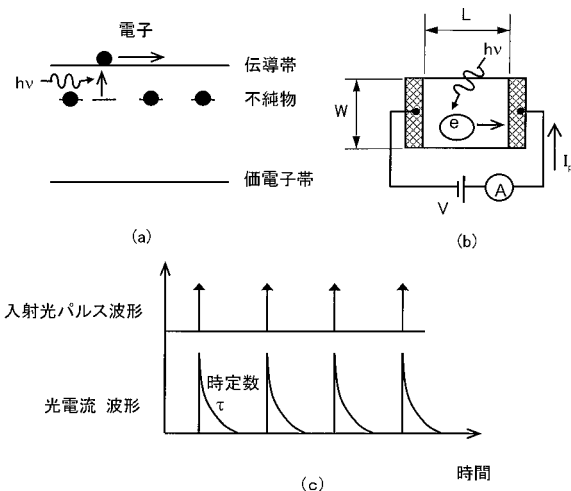 電子
hν
伝導帯
不純物
価電子帯
(a)
L
hν
W
e
V
A
(b)
入射光パルス波形
光電流 波形
時定数
τ
時間
(c)